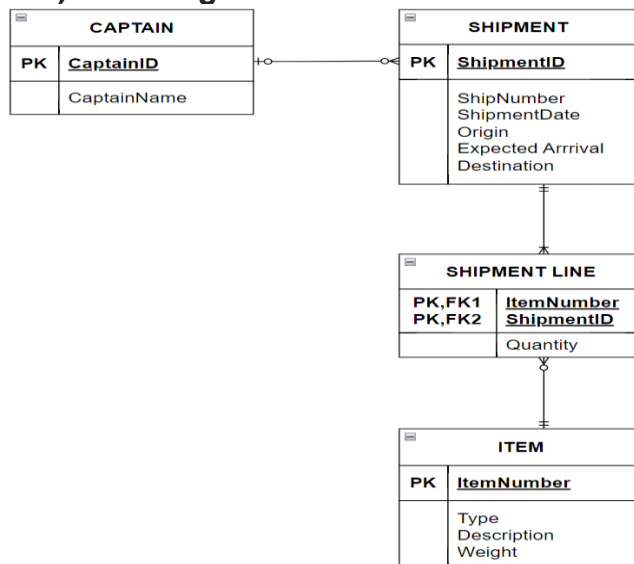 CAPTAIN
PK CaptainID
CaptainName
SHIPMENT
PK ShipmentID
ShipNumber
ShipmentDate
Origin
Expected Arrrival
Destination
SHIPMENT LINE
PK,FK1 ItemNumber
PK,FK2 ShipmentID
Quantity
ITEM
PK ItemNumber
Type
Description
Weight